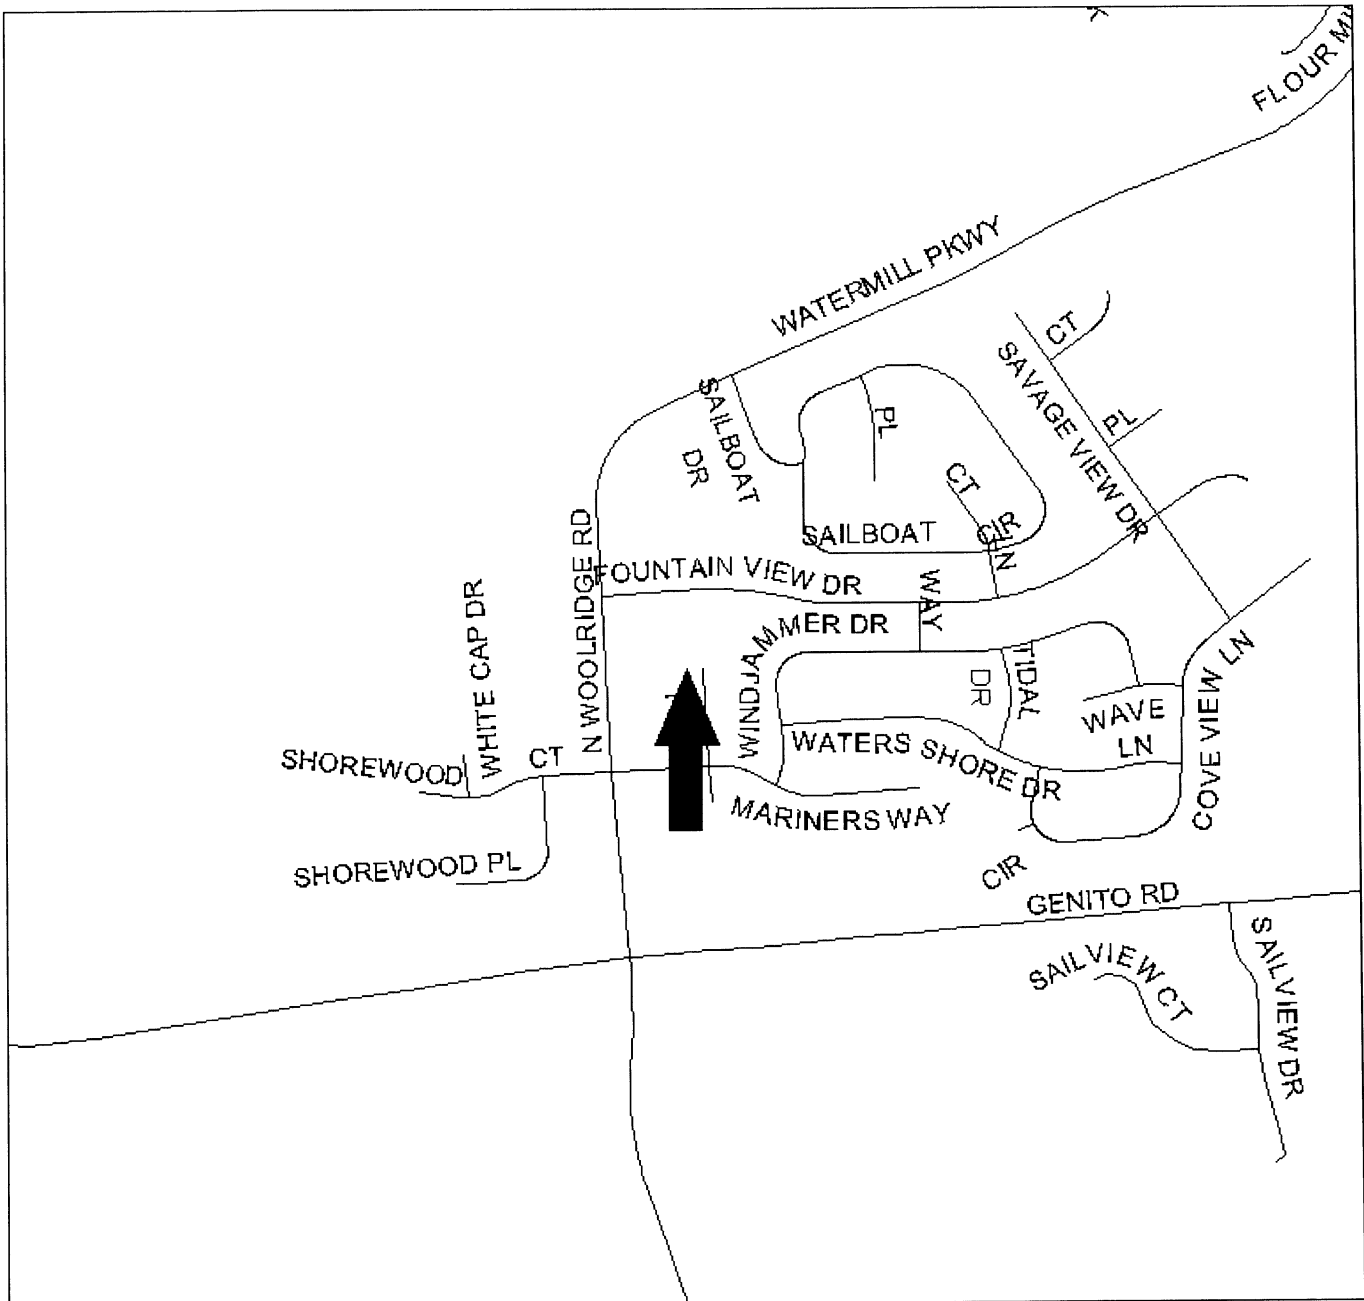 FLOUR MI
WATERMILL PKWY
CT
SAVAGE VIEW DR
PL
SAILBOAT
DR
PL
CT
CIR
LN
SAILBOAT
N WOOLRIDGE RD
FOUNTAIN VIEW DR
WAY
WINDJAMMER DR
WHITE CAP DR
TIDAL
DR
WAVE
LN
COVE VIEW LN
SHOREWOOD
CT
WATERS SHORE DR
MARINERS WAY
SHOREWOOD PL
CIR
GENITO RD
SAILVIEW CT
SAILVIEW DR